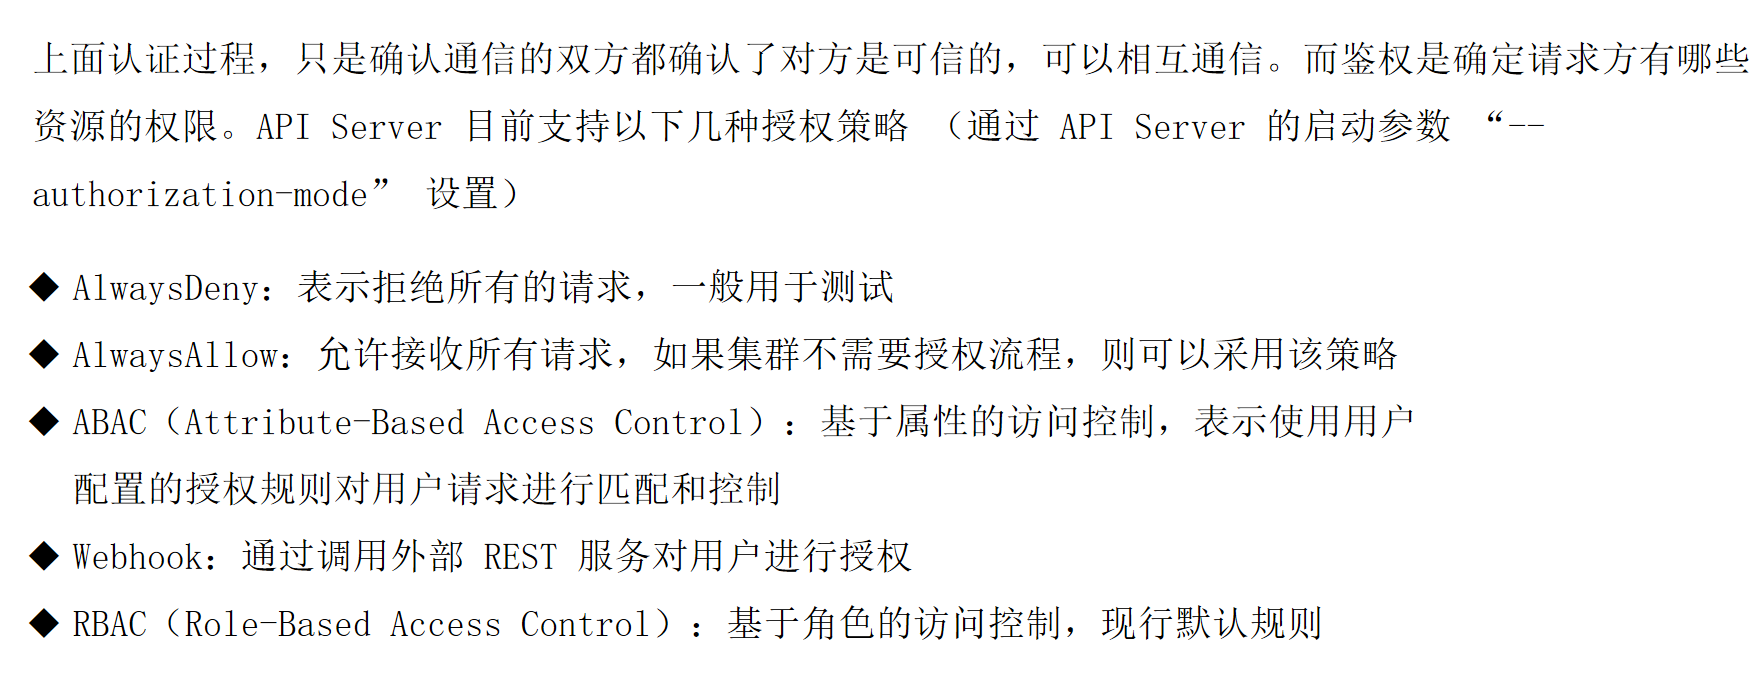 上面认证过程，只是确认通信的双方都确认了对方是可信的，可以相互通信。而鉴权是确定请求方有哪些
资源的权限。API Server 目前支持以下几种授权策略 （通过 API Server 的启动参数 “--
authorization-mode” 设置）
◆ AlwaysDeny：表示拒绝所有的请求，一般用于测试
◆ AlwaysAllow：允许接收所有请求，如果集群不需要授权流程，则可以采用该策略
◆ ABAC（Attribute-Based Access Control）：基于属性的访问控制，表示使用用户
配置的授权规则对用户请求进行匹配和控制
◆ Webhook：通过调用外部 REST 服务对用户进行授权
◆ RBAC（Role-Based Access Control）：基于角色的访问控制，现行默认规则